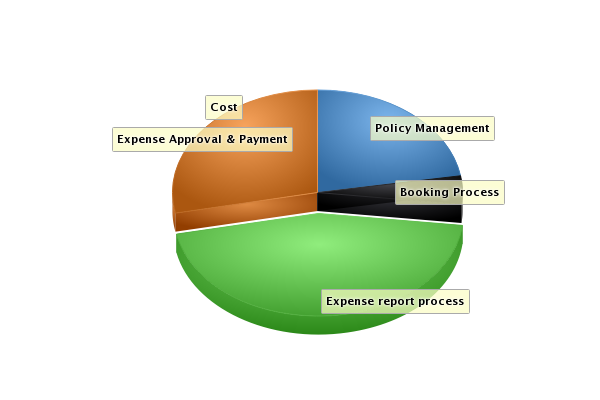 Cost
Policy Management
Expense Approval & Payment
Booking Process
Expense report process